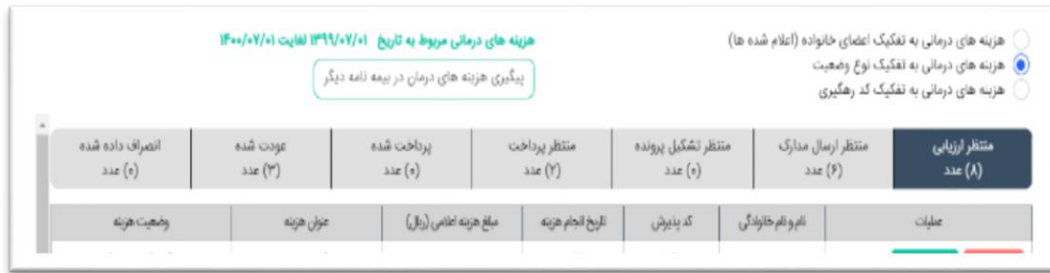 هزینه های درمانی به تفکیک اعضای خانواده (اعلام شده ها)
هزینه های درمانی به تفکیک نوع وضعیت
هزینه های درمانی به تفکیک کد رهگیری
هزینه های درمانی مربوط به تاریخ ۱۳۹۹/۰۷/۰۱ لغایت ۱۴۰۰/۰۷/۰۱
پیگیری هزینه های درمان در بیمه نامه دیگر
منتظر ارزیابی منتظر ارسال مدارک منتظر تشکیل پرونده منتظر پرداخت پرداخت شده عودت شده انصراف داده شده
(۸) عدد (۶) عدد (۰) عدد (۲) عدد (۰) عدد (۳) عدد (۰) عدد
عملیات نام و نام خانوادگی کد پذیرش تاریخ انجام هزینه مبلغ هزینه اعلامی (ریال) عنوان هزینه وضعیت هزینه